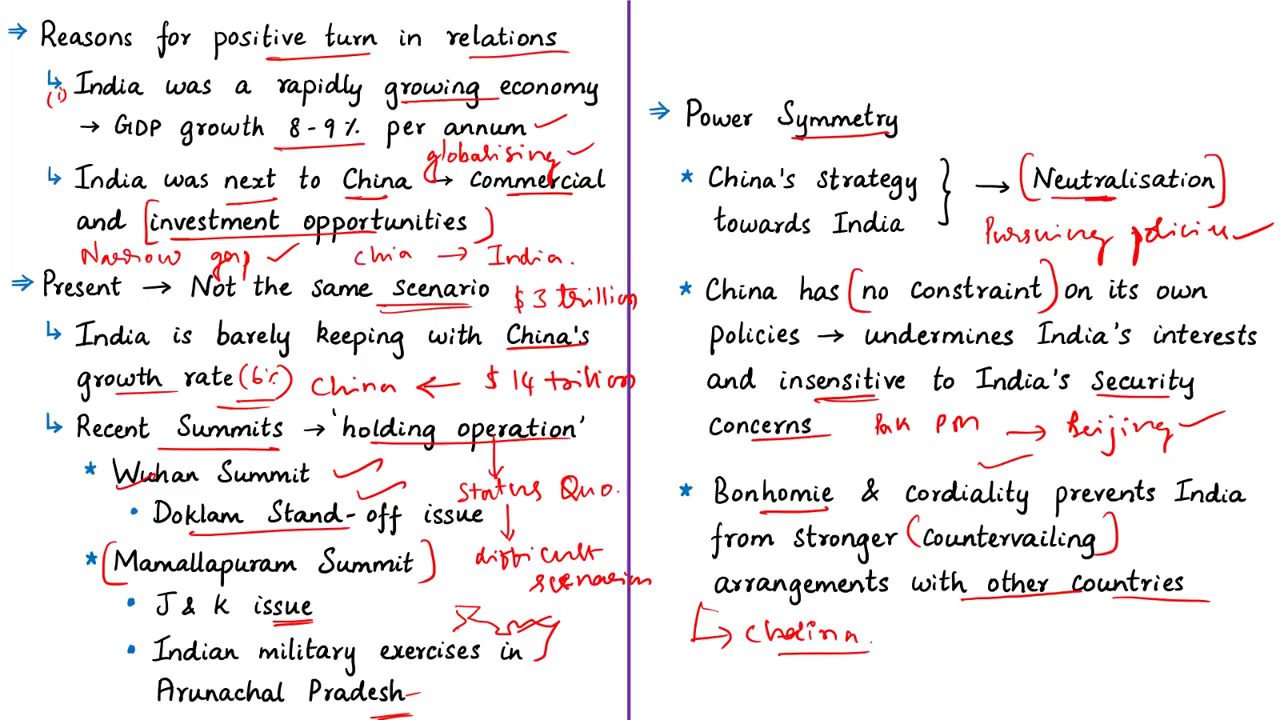 ⇒ Reasons for positive turn in relations
↳ India was a rapidly growing economy
(1)
→ GDP growth 8-9% per annum
globalising
↳ India was next to China → commercial
and [investment opportunities]
Narrow gap
→ India.
⇒ Present → Not the same scenario
$3 trillion
↳ India is barely keeping with China's
growth rate (6%) China ← $14 trillion
↳ Recent Summits → 'holding operation'
* Wuhan Summit
Status Quo.
• Doklam Stand-off issue
difficult
scenarios
* [Mamallapuram Summit]
• J & K issue
• Indian military exercises in
Arunachal Pradesh
⇒ Power Symmetry
* China's strategy } → (Neutralisation)
towards India
Pursuing policies
* China has (no constraint) on its own
policies → undermines India's interests
and insensitive to India's security
concerns
Pak PM → Beijing
* Bonhomie & cordiality prevents India
from stronger (countervailing)
arrangements with other countries